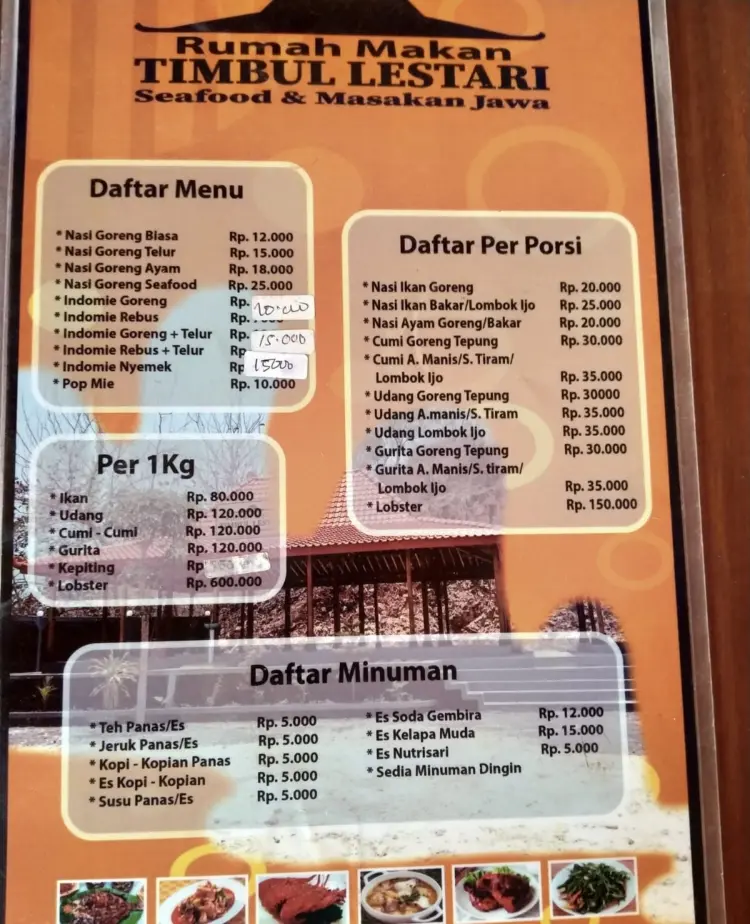 Rumah Makan
TIMBUL LESTARI
Seafood & Masakan Jawa
Daftar Menu
* Nasi Goreng Biasa Rp. 12.000
* Nasi Goreng Telur Rp. 15.000
* Nasi Goreng Ayam Rp. 18.000
* Nasi Goreng Seafood Rp. 25.000
* Indomie Goreng Rp.
* Indomie Rebus Rp. 10.000
* Indomie Goreng + Telur Rp.
* Indomie Rebus + Telur Rp 15.000
* Indomie Nyemek Rp 15000
* Pop Mie Rp. 10.000
Per 1Kg
* Ikan Rp. 80.000
* Udang Rp. 120.000
* Cumi - Cumi Rp. 120.000
* Gurita Rp. 120.000
* Kepiting Rp
* Lobster Rp. 600.000
Daftar Per Porsi
* Nasi Ikan Goreng Rp. 20.000
* Nasi Ikan Bakar/Lombok Ijo Rp. 25.000
* Nasi Ayam Goreng/Bakar Rp. 20.000
* Cumi Goreng Tepung Rp. 30.000
* Cumi A. Manis/S. Tiram/
Lombok Ijo Rp. 35.000
* Udang Goreng Tepung Rp. 30000
* Udang A.manis/S. Tiram Rp. 35.000
* Udang Lombok Ijo Rp. 35.000
* Gurita Goreng Tepung Rp. 30.000
* Gurita A. Manis/S. tiram/
Lombok Ijo Rp. 35.000
* Lobster Rp. 150.000
Daftar Minuman
* Teh Panas/Es Rp. 5.000
* Jeruk Panas/Es Rp. 5.000
* Kopi - Kopian Panas Rp. 5.000
* Es Kopi - Kopian Rp. 5.000
* Susu Panas/Es Rp. 5.000
* Es Soda Gembira Rp. 12.000
* Es Kelapa Muda Rp. 15.000
* Es Nutrisari Rp. 5.000
* Sedia Minuman Dingin